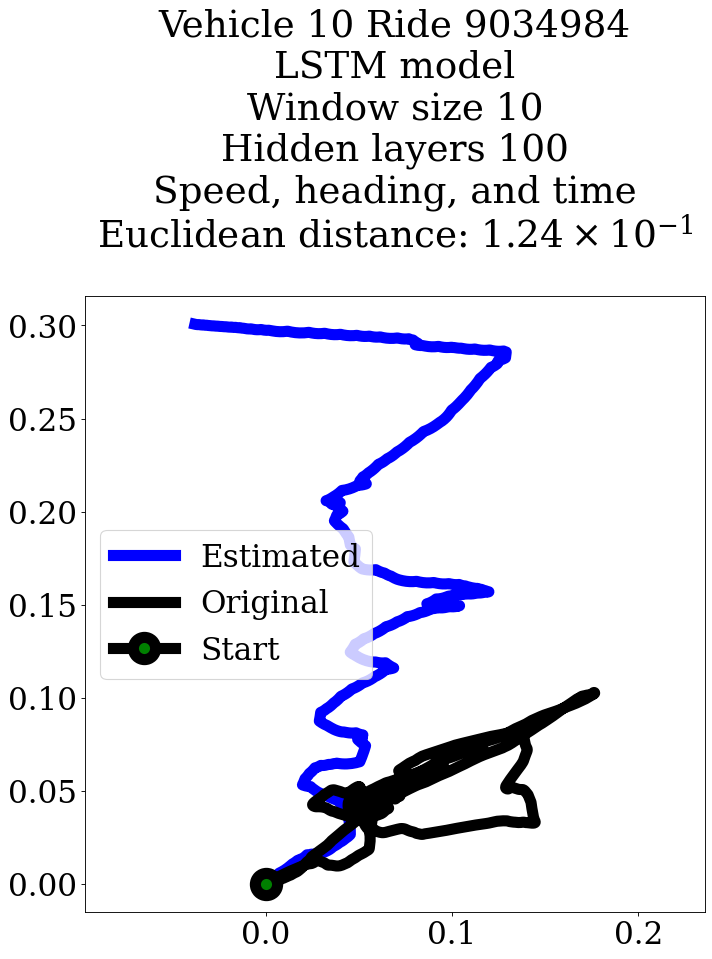 Vehicle 10 Ride 9034984
LSTM model
Window size 10
Hidden layers 100
Speed, heading, and time
Euclidean distance: 1.24 × 10⁻¹
0.30
0.25
0.20
0.15
0.10
0.05
0.00
Estimated
Original
Start
0.0 0.1 0.2